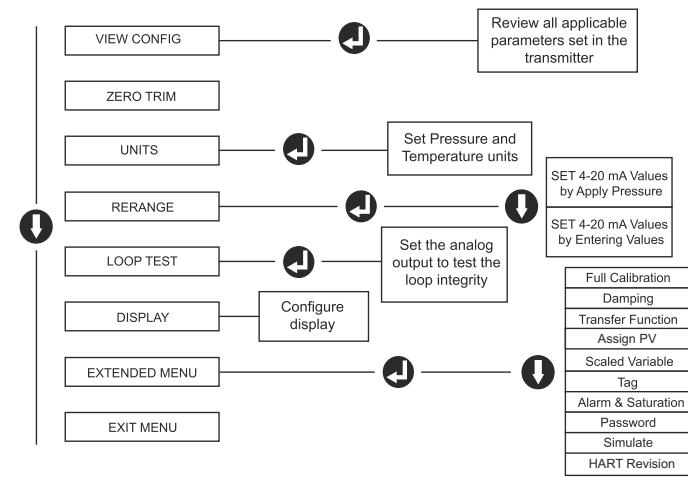 VIEW CONFIG
Review all applicable
parameters set in the
transmitter
ZERO TRIM
UNITS
Set Pressure and
Temperature units
RERANGE
SET 4-20 mA Values
by Apply Pressure
SET 4-20 mA Values
by Entering Values
LOOP TEST
Set the analog
output to test the
loop integrity
DISPLAY
Configure
display
EXTENDED MENU
Full Calibration
Damping
Transfer Function
Assign PV
Scaled Variable
Tag
Alarm & Saturation
Password
Simulate
HART Revision
EXIT MENU